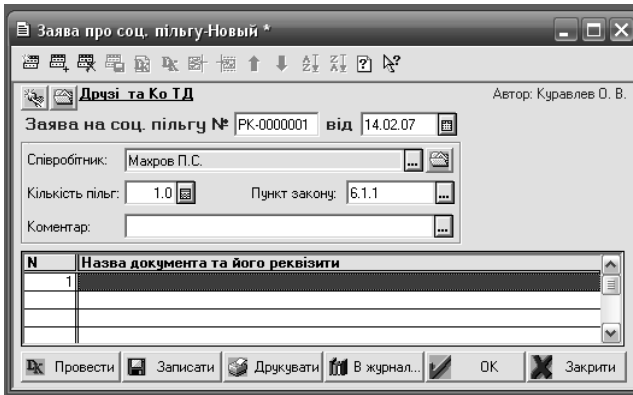 Заява про соц. пільгу-Новый *
Друзі та Ко ТД
Автор: Куравлев О. В.
Заява на соц. пільгу № РК-0000001 від 14.02.07
Співробітник: Махров П.С. ...
Кількість пільг: 1.0 Пункт закону: 6.1.1 ...
Коментар: ...
N Назва документа та його реквізити
1
Провести Записати Друкувати В журнал... OK Закрити